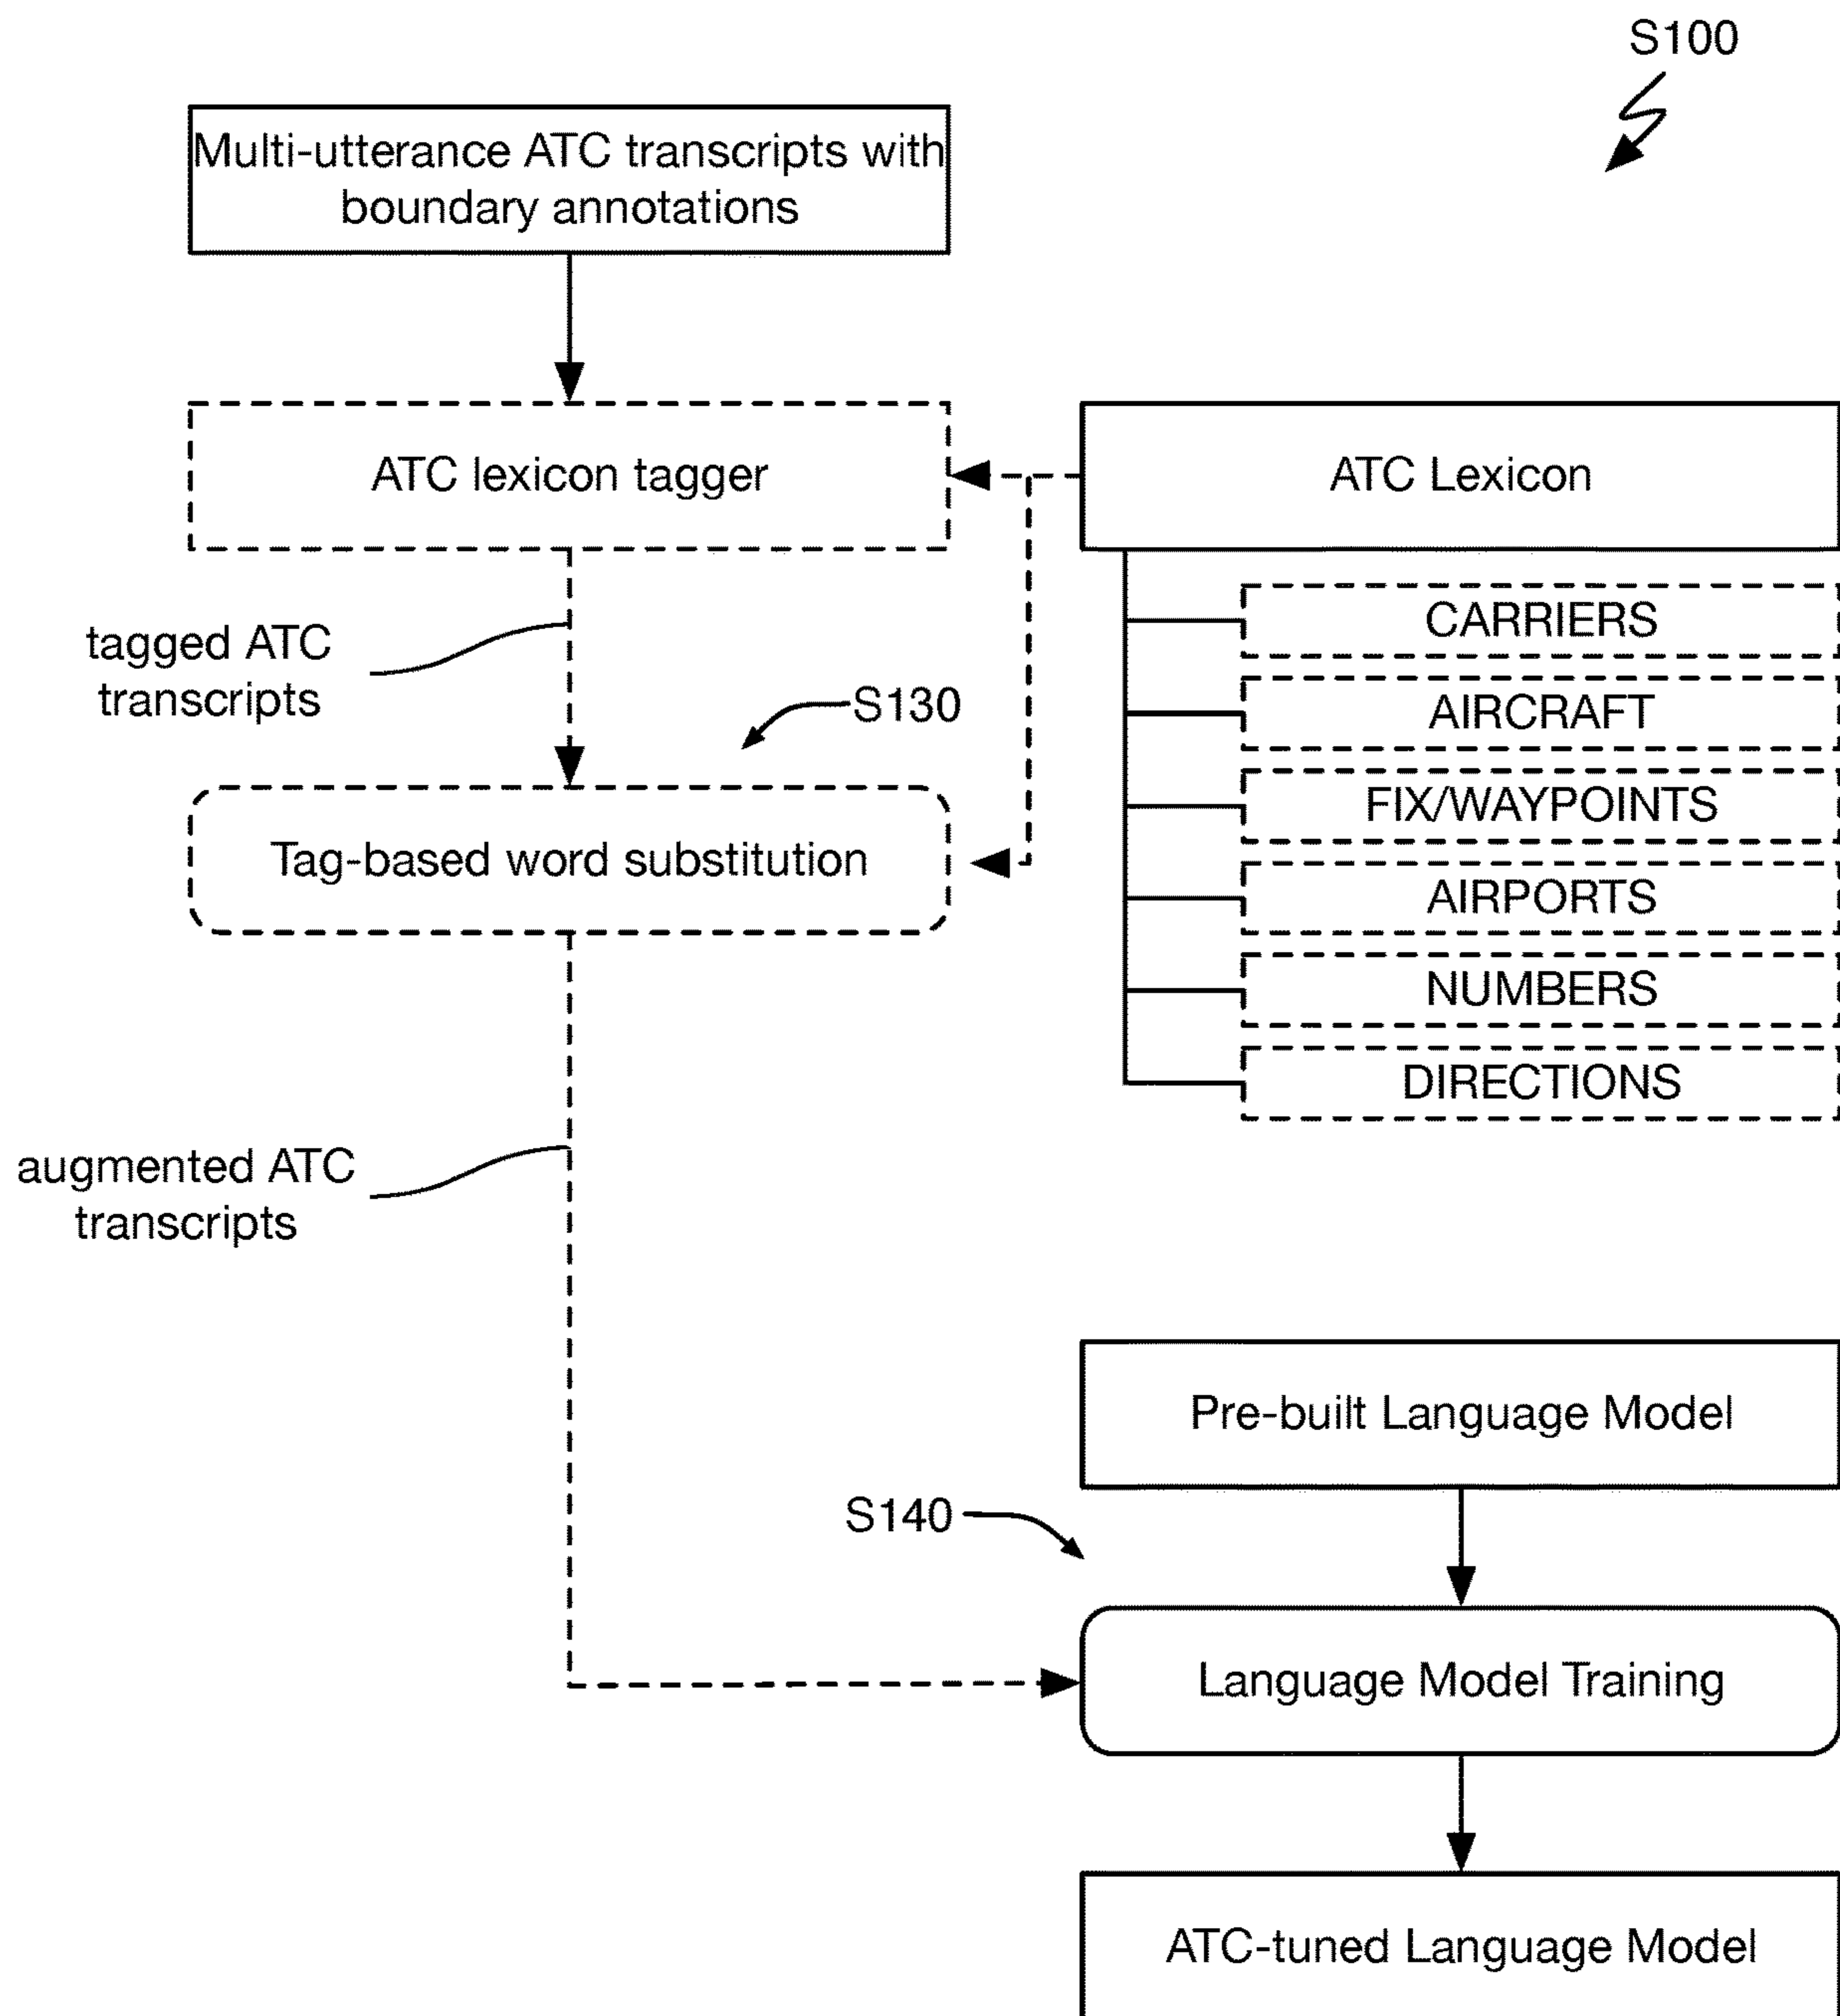 S100
Multi-utterance ATC transcripts with
boundary annotations
ATC lexicon tagger
ATC Lexicon
CARRIERS
tagged ATC
transcripts
AIRCRAFT
S130
FIX/WAYPOINTS
Tag-based word substitution
AIRPORTS
NUMBERS
DIRECTIONS
augmented ATC
transcripts
Pre-built Language Model
S140
Language Model Training
ATC-tuned Language Model